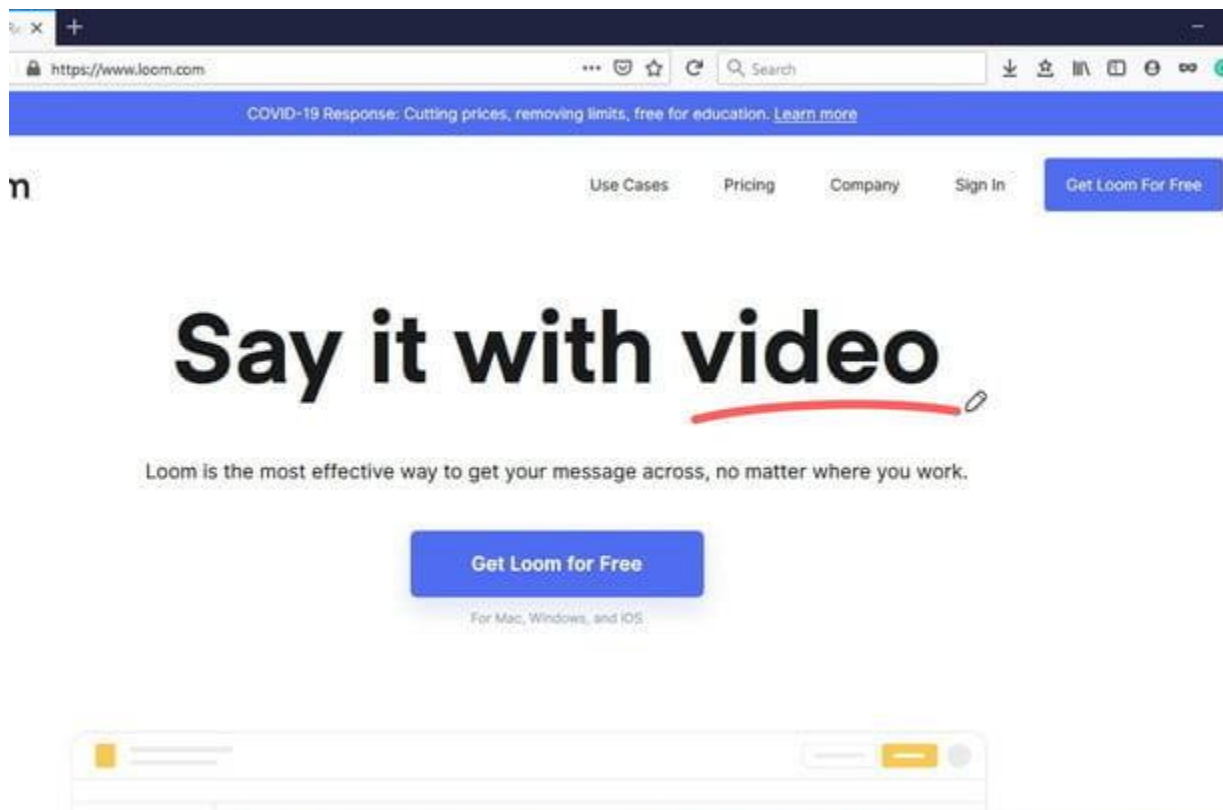 https://www.loom.com
Search
COVID-19 Response: Cutting prices, removing limits, free for education. Learn more
m
Use Cases Pricing Company Sign In Get Loom For Free
Say it with video
Loom is the most effective way to get your message across, no matter where you work.
Get Loom for Free
For Mac, Windows, and iOS